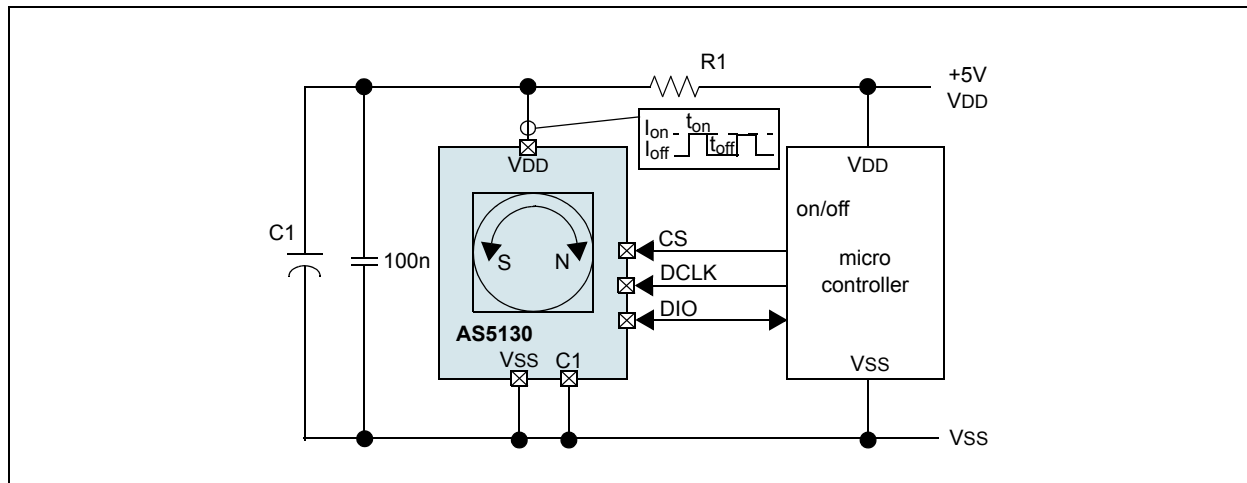 R1
+5V
VDD
Ion
ton
Ioff
toff
VDD
VDD
on/off
C1
100n
S
N
CS
DCLK
DIO
micro
controller
AS5130
VSS
C1
VSS
VSS